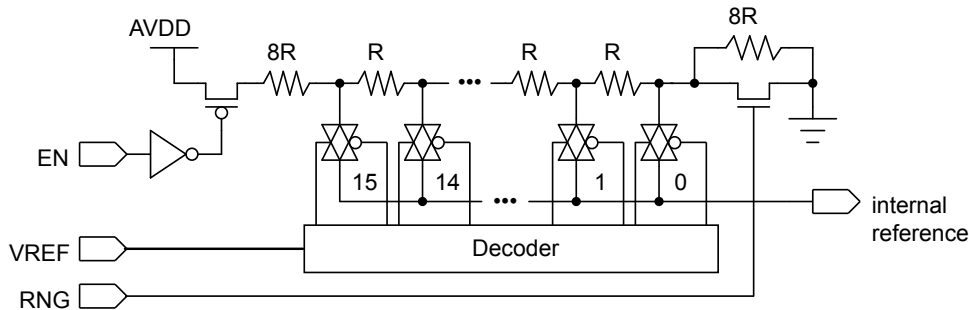 AVDD
8R
R
•••
R
R
8R
EN
15
14
1
0
•••
internal
reference
VREF
Decoder
RNG